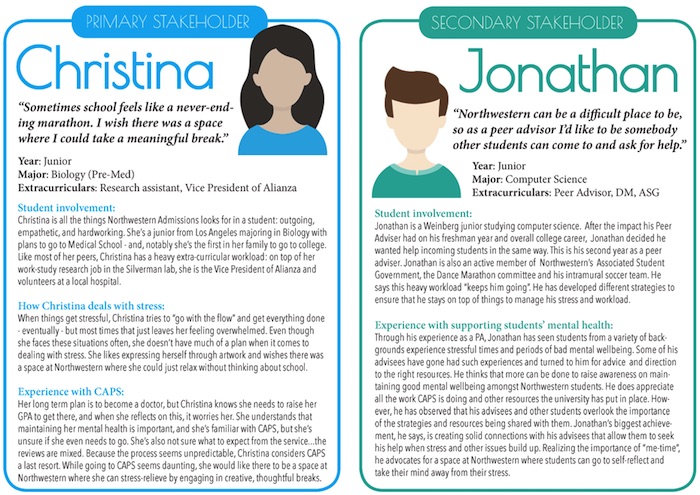 PRIMARY STAKEHOLDER
Christina
“Sometimes school feels like a never-end-
ing marathon. I wish there was a space
where I could take a meaningful break.”
Year: Junior
Major: Biology (Pre-Med)
Extracurriculars: Research assistant, Vice President of Alianza
Student involvement:
Christina is all the things Northwestern Admissions looks for in a student: outgoing,
empathetic, and hardworking. She's a junior from Los Angeles majoring in Biology with
plans to go to Medical School - and, notably she's the first in her family to go to college.
Like most of her peers, Christina has a heavy extra-curricular workload: on top of her
work-study research job in the Silverman lab, she is the Vice President of Alianza and
volunteers at a local hospital.
How Christina deals with stress:
When things get stressful, Christina tries to “go with the flow” and get everything done
- eventually - but most times that just leaves her feeling overwhelmed. Even though
she faces these situations often, she doesn't have much of a plan when it comes to
dealing with stress. She likes expressing herself through artwork and wishes there was
a space at Northwestern where she could just relax without thinking about school.
Experience with CAPS:
Her long term plan is to become a doctor, but Christina knows she needs to raise her
GPA to get there, and when she reflects on this, it worries her. She understands that
maintaining her mental health is important, and she's familiar with CAPS, but she's
unsure if she even needs to go. She's also not sure what to expect from the service...the
reviews are mixed. Because the process seems unpredictable, Christina considers CAPS
a last resort. While going to CAPS seems daunting, she would like there to be a space at
Northwestern where she can stress-relieve by engaging in creative, thoughtful breaks.
SECONDARY STAKEHOLDER
Jonathan
“Northwestern can be a difficult place to be,
so as a peer advisor I'd like to be somebody
other students can come to and ask for help.”
Year: Junior
Major: Computer Science
Extracurriculars: Peer Advisor, DM, ASG
Student involvement:
Jonathan is a Weinberg junior studying computer science. After the impact his Peer
Adviser had on his freshman year and overall college career, Jonathan decided he
wanted help incoming students in the same way. This is his second year as a peer
adviser. Jonathan is also an active member of Northwestern's Associated Student
Government, the Dance Marathon committee and his intramural soccer team. He
says this heavy workload “keeps him going”. He has developed different strategies to
ensure that he stays on top of things to manage his stress and workload.
Experience with supporting students' mental health:
Through his experience as a PA, Jonathan has seen students from a variety of back-
grounds experience stressful times and periods of bad mental wellbeing. Some of his
advisees have gone had such experiences and turned to him for advice and direction
to the right resources. He thinks that more can be done to raise awareness on main-
taining good mental wellbeing amongst Northwestern students. He does appreciate
all the work CAPS is doing and other resources the university has put in place. How-
ever, he has observed that his advisees and other students overlook the importance
of the strategies and resources being shared with them. Jonathan's biggest achieve-
ment, he says, is creating solid connections with his advisees that allow them to seek
his help when stress and other issues build up. Realizing the importance of “me-time”,
he advocates for a space at Northwestern where students can go to self-reflect and
take their mind away from their stress.